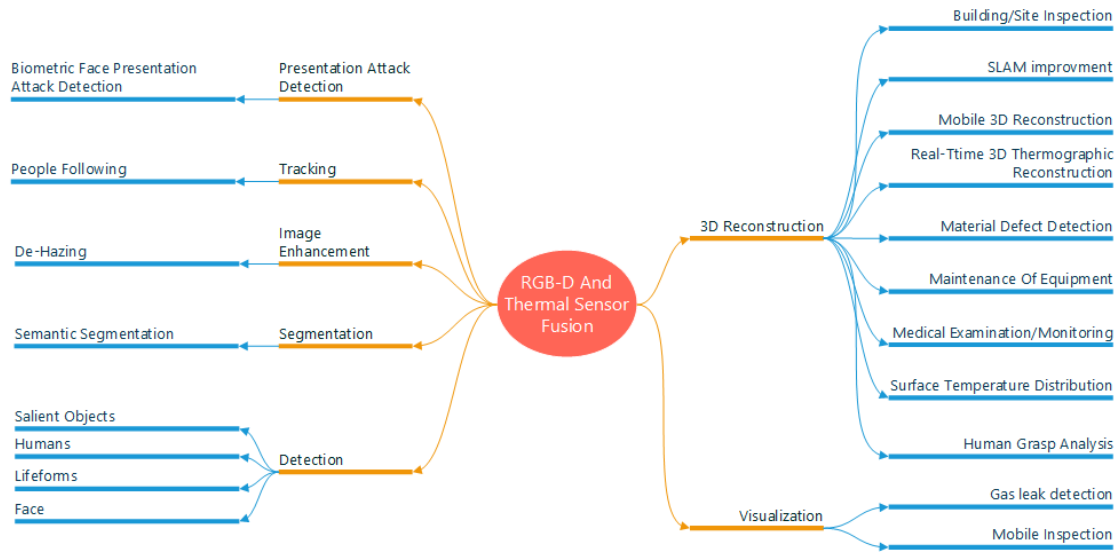 Biometric Face Presentation
Attack Detection
Presentation Attack
Detection
People Following
Tracking
De-Hazing
Image
Enhancement
Semantic Segmentation
Segmentation
Salient Objects
Humans
Lifeforms
Face
Detection
RGB-D And
Thermal Sensor
Fusion
3D Reconstruction
Building/Site Inspection
SLAM improvment
Mobile 3D Reconstruction
Real-Ttime 3D Thermographic
Reconstruction
Material Defect Detection
Maintenance Of Equipment
Medical Examination/Monitoring
Surface Temperature Distribution
Human Grasp Analysis
Visualization
Gas leak detection
Mobile Inspection